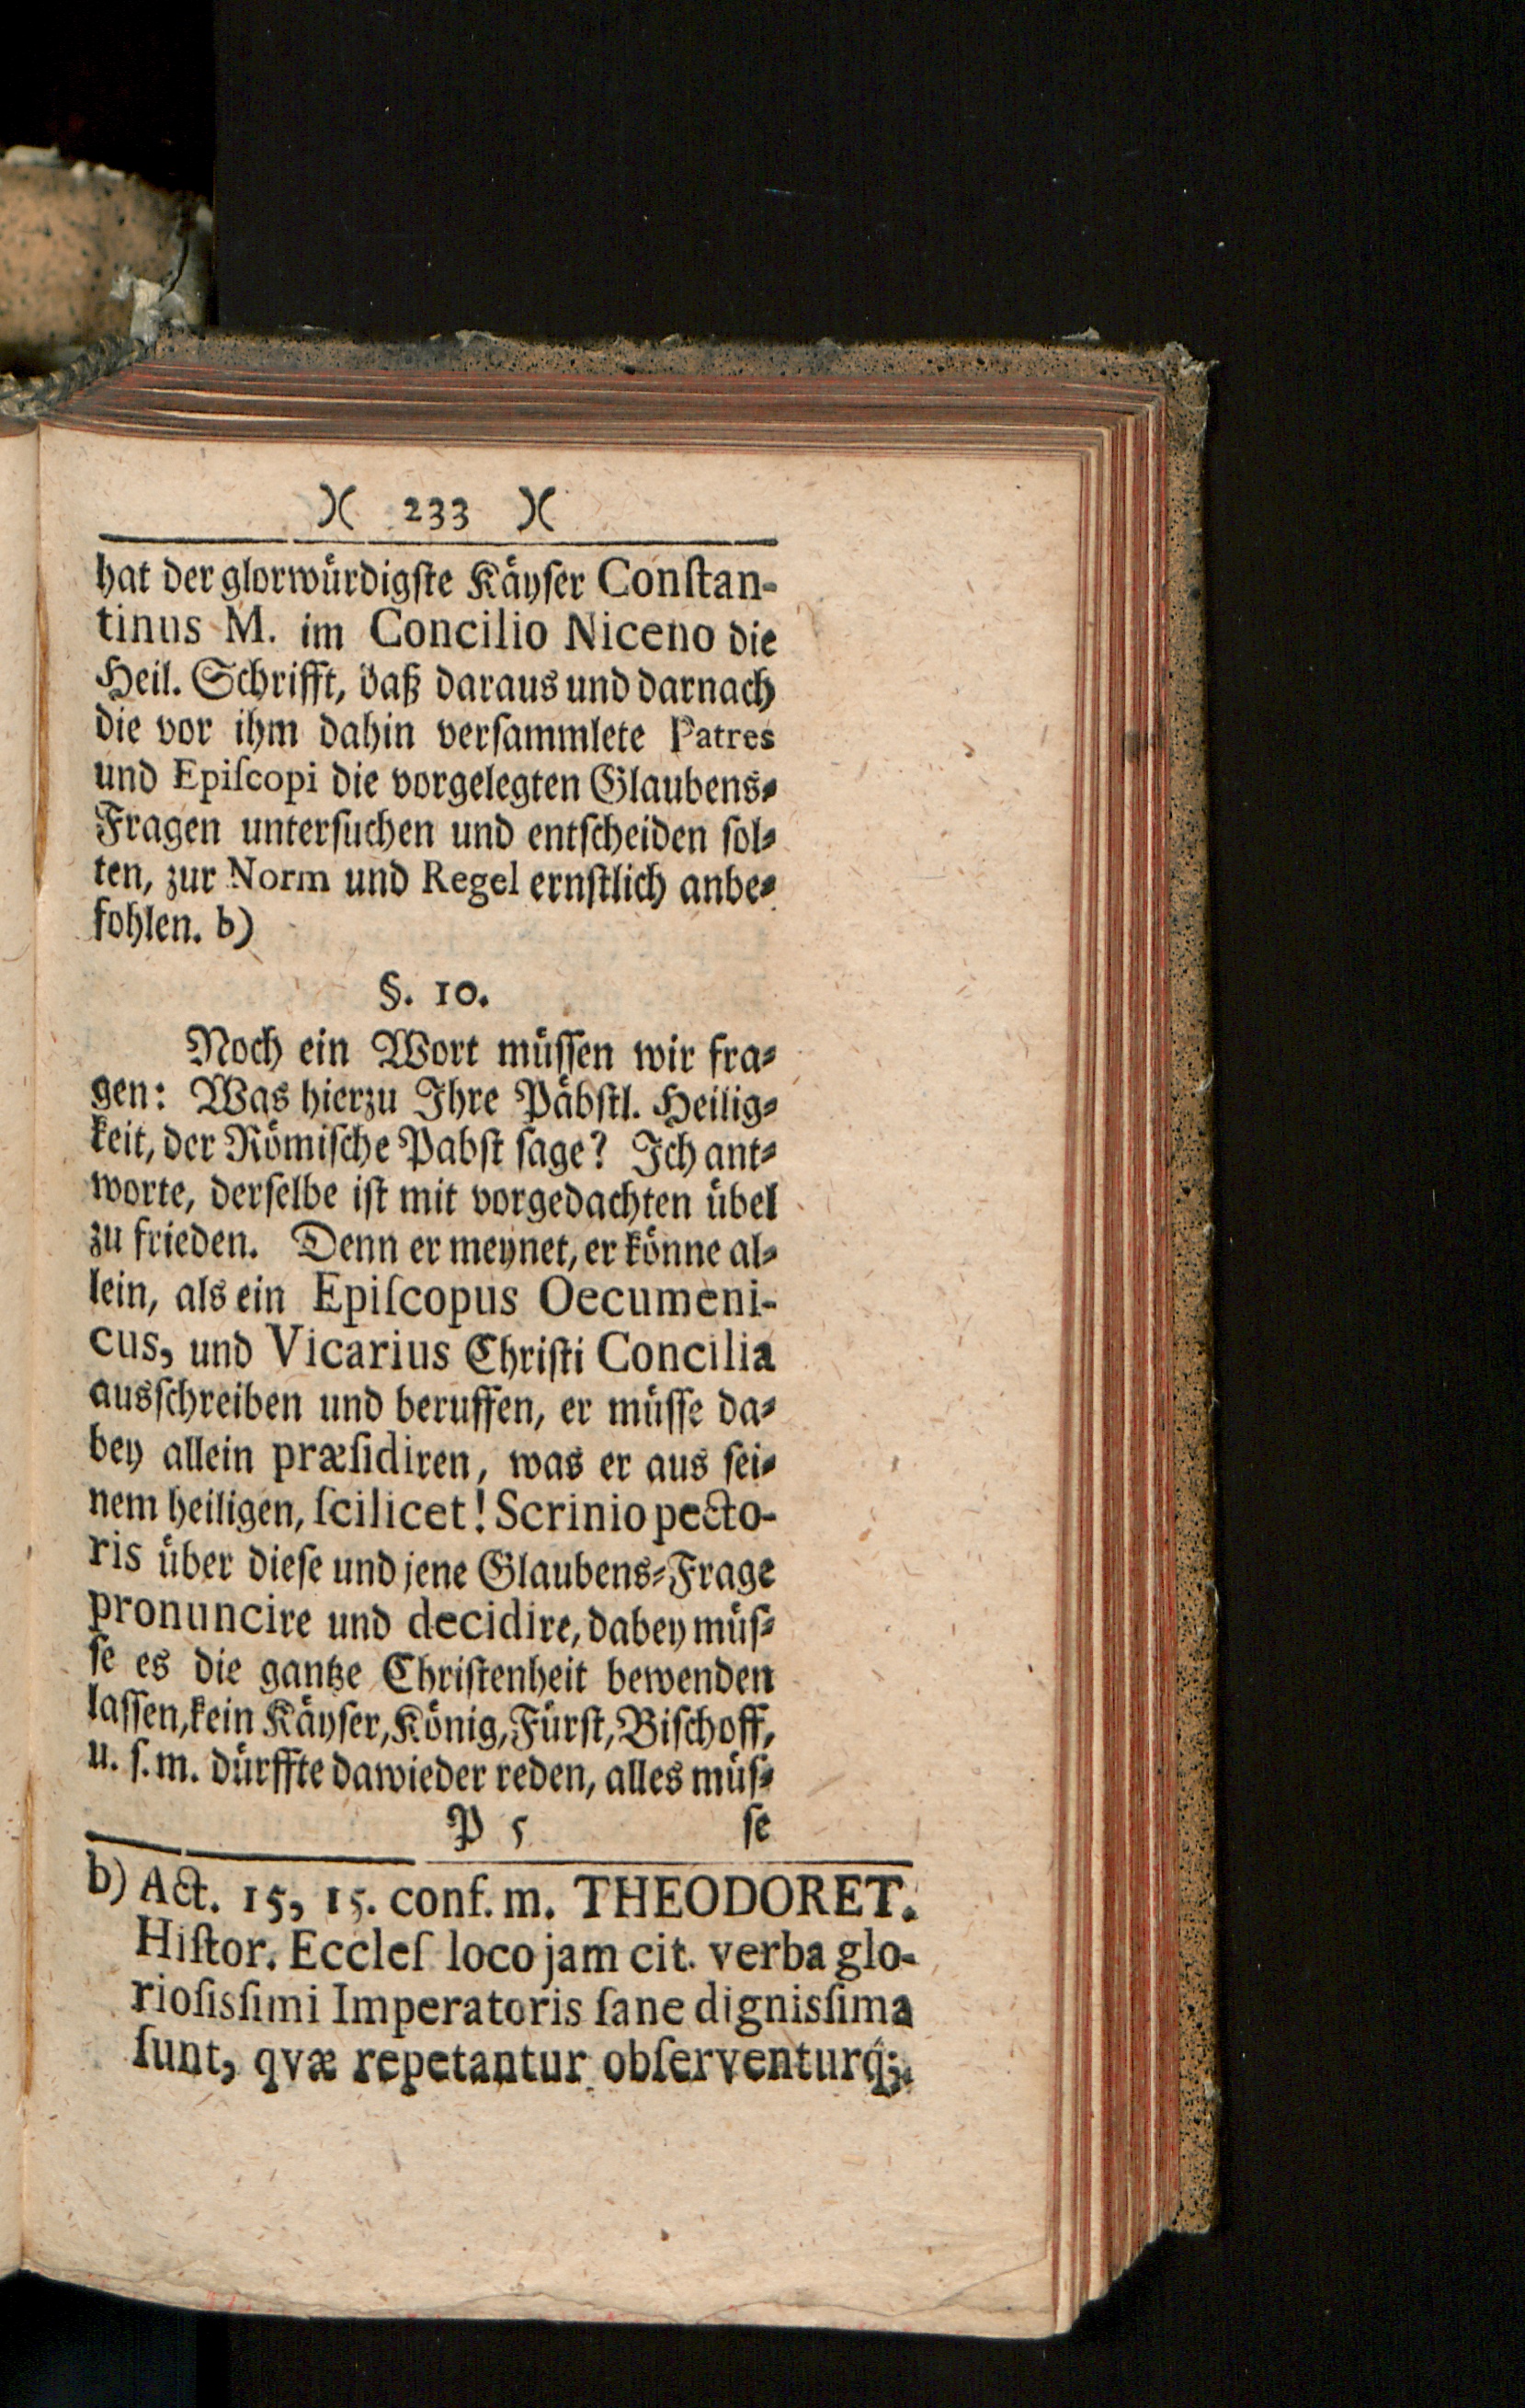 )( 233 )(
hat der glorwürdigſte Käyſer Conſtan-
tinus M. im Concilio Niceno die
Heil. Schrifft, daß daraus und darnach
die vor ihm dahin verſammlete Patres
und Epiſcopi die vorgelegten Glaubens-
Fragen unterſuchen und entſcheiden ſol-
ten, zur Norm und Regel ernſtlich anbe-
fohlen. b)
§. 10.
Noch ein Wort müſſen wir fra-
gen: Was hierzu Ihre Päbſtl. Heilig-
keit, der Römiſche Pabſt ſage? Ich ant-
worte, derſelbe iſt mit vorgedachten übel
zu frieden. Denn er meynet, er könne al-
lein, als ein Epiſcopus Oecumeni-
cus, und Vicarius Chriſti Concilia
ausſchreiben und beruffen, er müſſe da-
bey allein præſidiren, was er aus ſei-
nem heiligen, ſcilicet! Scrinio pecto-
ris über dieſe und jene Glaubens-Frage
pronuncire und decidire, dabey müſ-
ſe es die gantze Chriſtenheit bewenden
laſſen, kein Käyſer, König, Fürſt, Biſchoff,
u. ſ. m. dürffte dawieder reden, alles müſ-
P 5 ſe
b) Act. 15, 15. conf. m. THEODORET.
Hiſtor. Eccleſ loco jam cit. verba glo-
rioſisſimi Imperatoris ſane dignisſima
ſunt, qvæ repetantur obſerventurq́;.